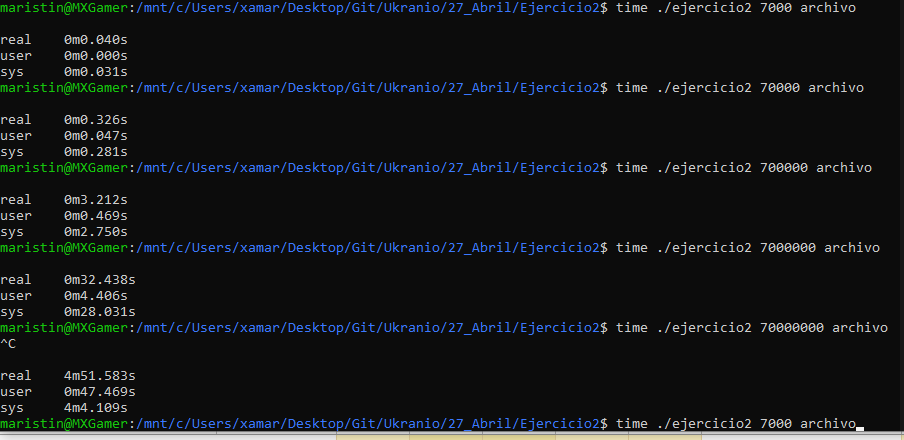 maristin@MXGamer:/mnt/c/Users/xamar/Desktop/Git/Ukranio/27_Abril/Ejercicio2$ time ./ejercicio2 7000 archivo
real    0m0.040s
user    0m0.000s
sys     0m0.031s
maristin@MXGamer:/mnt/c/Users/xamar/Desktop/Git/Ukranio/27_Abril/Ejercicio2$ time ./ejercicio2 70000 archivo
real    0m0.326s
user    0m0.047s
sys     0m0.281s
maristin@MXGamer:/mnt/c/Users/xamar/Desktop/Git/Ukranio/27_Abril/Ejercicio2$ time ./ejercicio2 700000 archivo
real    0m3.212s
user    0m0.469s
sys     0m2.750s
maristin@MXGamer:/mnt/c/Users/xamar/Desktop/Git/Ukranio/27_Abril/Ejercicio2$ time ./ejercicio2 7000000 archivo
real    0m32.438s
user    0m4.406s
sys     0m28.031s
maristin@MXGamer:/mnt/c/Users/xamar/Desktop/Git/Ukranio/27_Abril/Ejercicio2$ time ./ejercicio2 70000000 archivo
^C
real    4m51.583s
user    0m47.469s
sys     4m4.109s
maristin@MXGamer:/mnt/c/Users/xamar/Desktop/Git/Ukranio/27_Abril/Ejercicio2$ time ./ejercicio2 7000 archivo